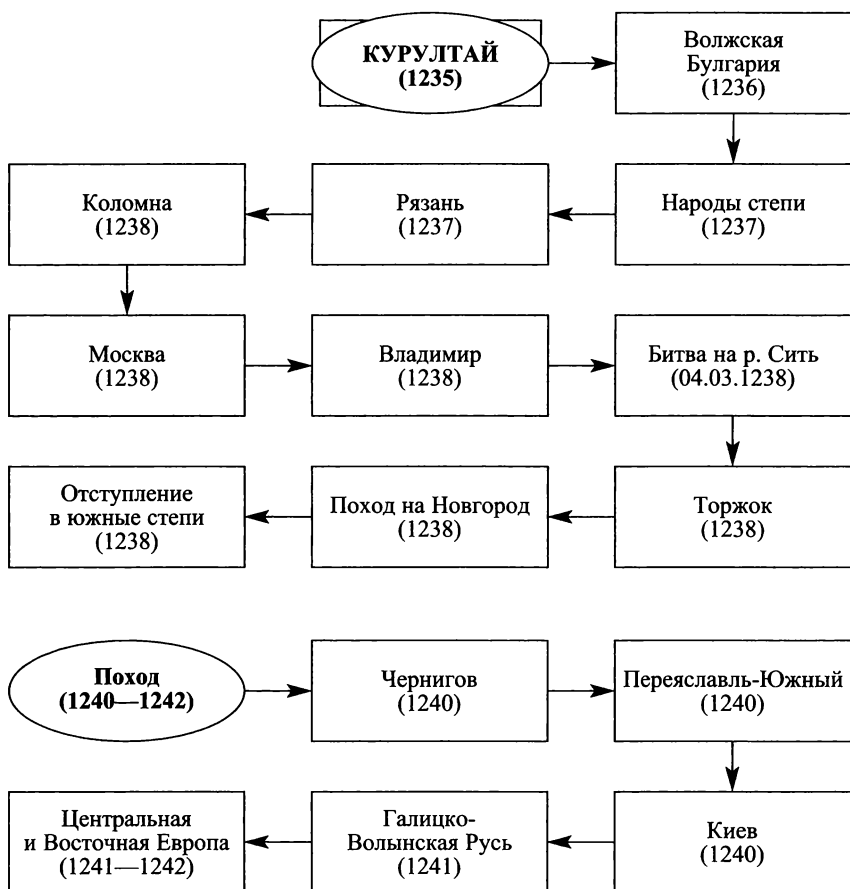 КУРУЛТАЙ
(1235)
Волжская
Булгария
(1236)
Народы степи
(1237)
Рязань
(1237)
Коломна
(1238)
Москва
(1238)
Владимир
(1238)
Битва на р. Сить
(04.03.1238)
Торжок
(1238)
Поход на Новгород
(1238)
Отступление
в южные степи
(1238)
Поход
(1240—1242)
Чернигов
(1240)
Переяславль-Южный
(1240)
Киев
(1240)
Галицко-
Волынская Русь
(1241)
Центральная
и Восточная Европа
(1241—1242)